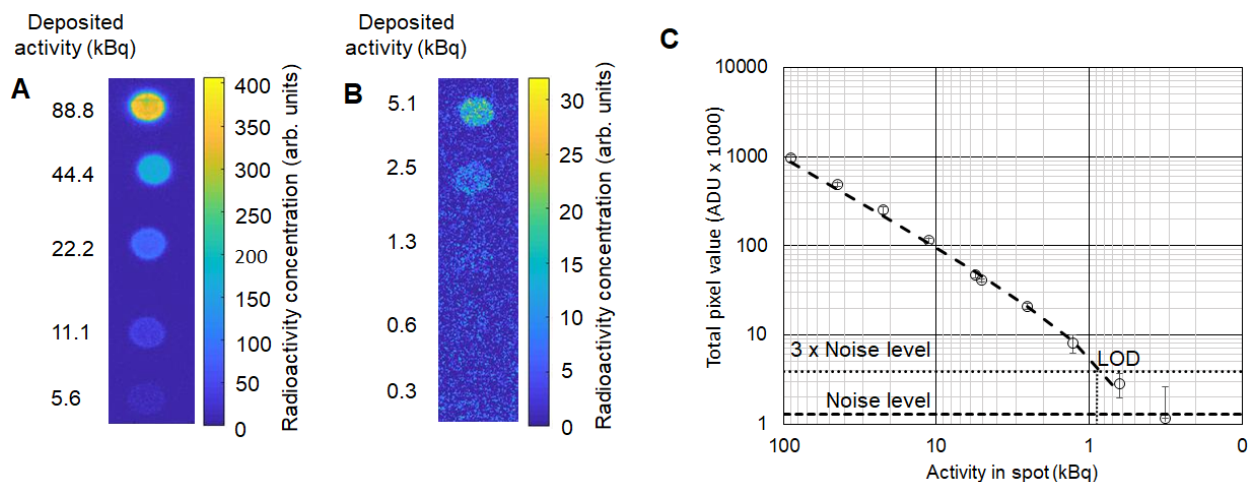 Deposited
activity (kBq)
A
88.8
44.4
22.2
11.1
5.6
400
350
300
250
200
150
100
50
0
Radioactivity concentration (arb. units)
Deposited
activity (kBq)
B
5.1
2.5
1.3
0.6
0.3
30
25
20
15
10
5
0
Radioactivity concentration (arb. units)
C
Total pixel value (ADU x 1000)
10000
1000
100
10
1
3 x Noise level
LOD
Noise level
100
10
1
0
Activity in spot (kBq)